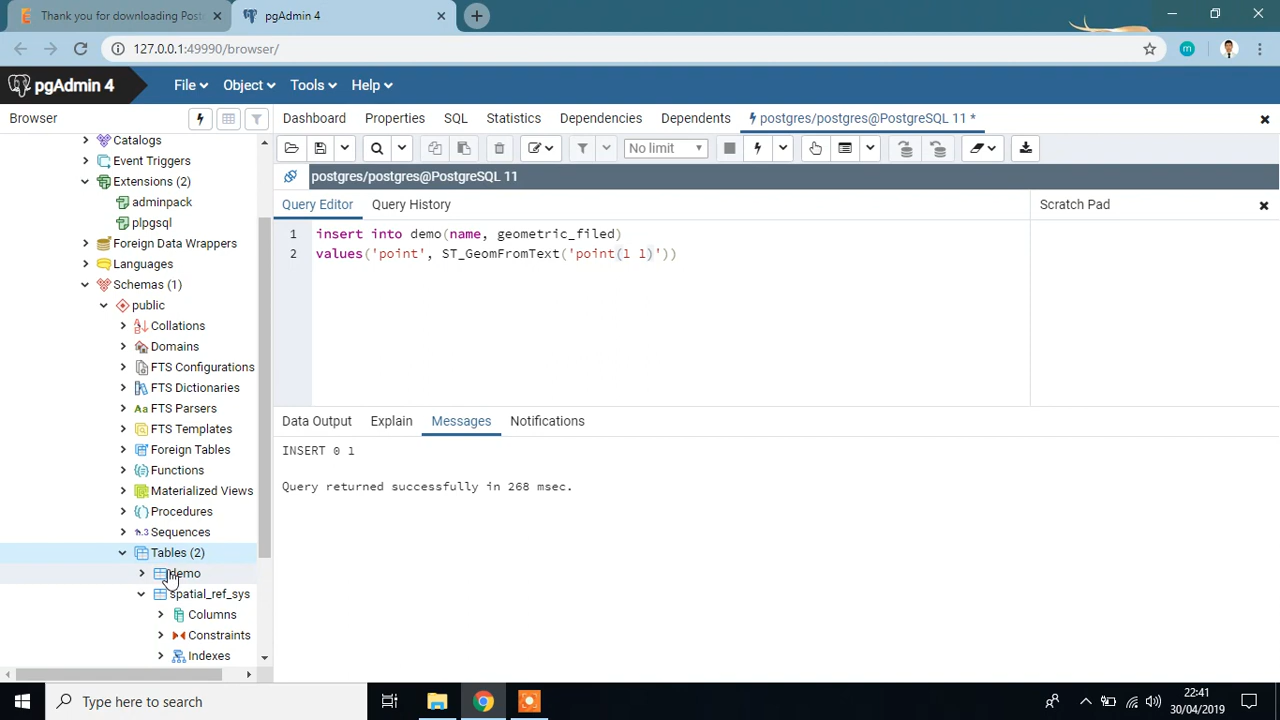 Thank you for downloading Post
pgAdmin 4
127.0.0.1:49990/browser/
m
pgAdmin 4
File
Object
Tools
Help
Browser
Dashboard
Properties
SQL
Statistics
Dependencies
Dependents
postgres/postgres@PostgreSQL 11 *
Catalogs
Event Triggers
Extensions (2)
adminpack
plpgsql
Foreign Data Wrappers
Languages
Schemas (1)
public
Collations
Domains
FTS Configurations
FTS Dictionaries
Aa FTS Parsers
FTS Templates
Foreign Tables
Functions
Materialized Views
Procedures
1..3 Sequences
Tables (2)
demo
spatial_ref_sys
Columns
Constraints
Indexes
No limit
postgres/postgres@PostgreSQL 11
Query Editor
Query History
Scratch Pad
1 insert into demo(name, geometric_filed)
2 values('point', ST_GeomFromText('point(1 1)'))
Data Output
Explain
Messages
Notifications
INSERT 0 1
Query returned successfully in 268 msec.
Type here to search
22:41
30/04/2019